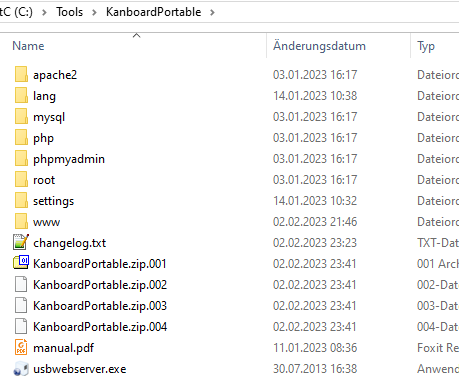 tC (C:) > Tools > KanboardPortable
Name Änderungsdatum Typ
apache2 03.01.2023 16:17 Dateiord
lang 14.01.2023 10:38 Dateiord
mysql 03.01.2023 16:17 Dateiord
php 03.01.2023 16:17 Dateiord
phpmyadmin 03.01.2023 16:17 Dateiord
root 03.01.2023 16:17 Dateiord
settings 14.01.2023 10:32 Dateiord
www 02.02.2023 21:46 Dateiord
changelog.txt 02.02.2023 23:23 TXT-Da
KanboardPortable.zip.001 02.02.2023 23:41 001 Arc
KanboardPortable.zip.002 02.02.2023 23:41 002-Dat
KanboardPortable.zip.003 02.02.2023 23:41 003-Dat
KanboardPortable.zip.004 02.02.2023 23:41 004-Dat
manual.pdf 11.01.2023 08:36 Foxit Re
usbwebserver.exe 30.07.2013 16:38 Anwend